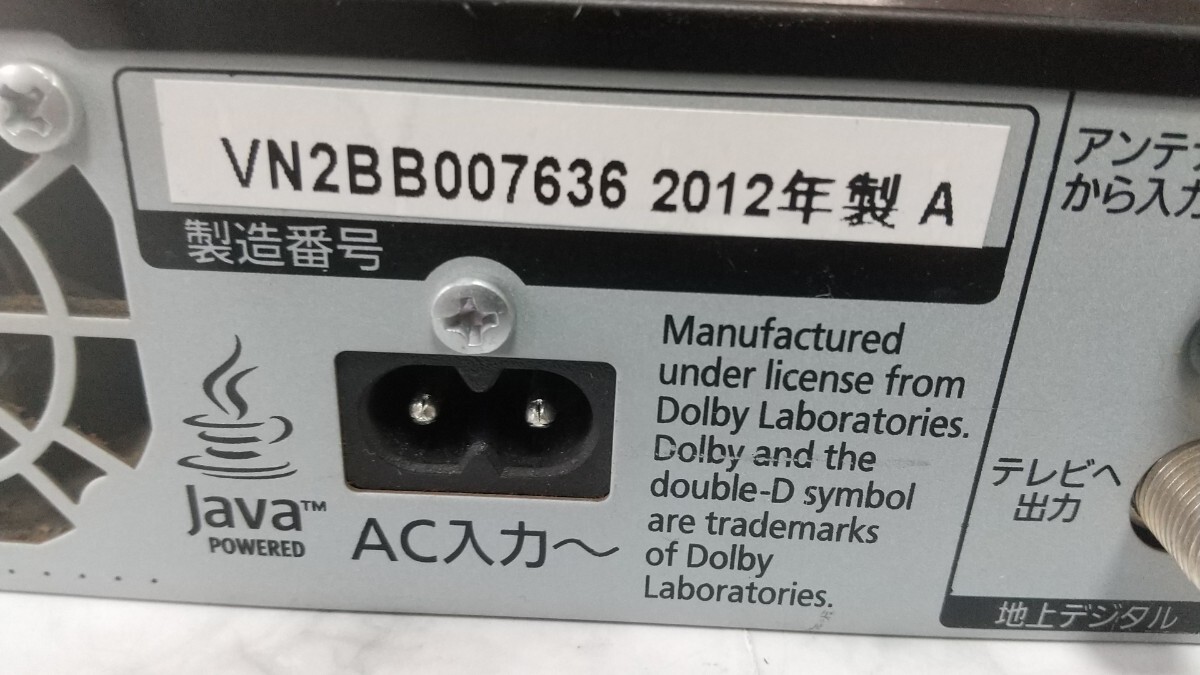 VN2BB007636 2012年製 A
製造番号
Java™
POWERED
AC入力～
Manufactured
under license from
Dolby Laboratories.
Dolby and the
double-D symbol
are trademarks
of Dolby
Laboratories.
アンテナ
から入力
テレビへ
出力
地上デジタル